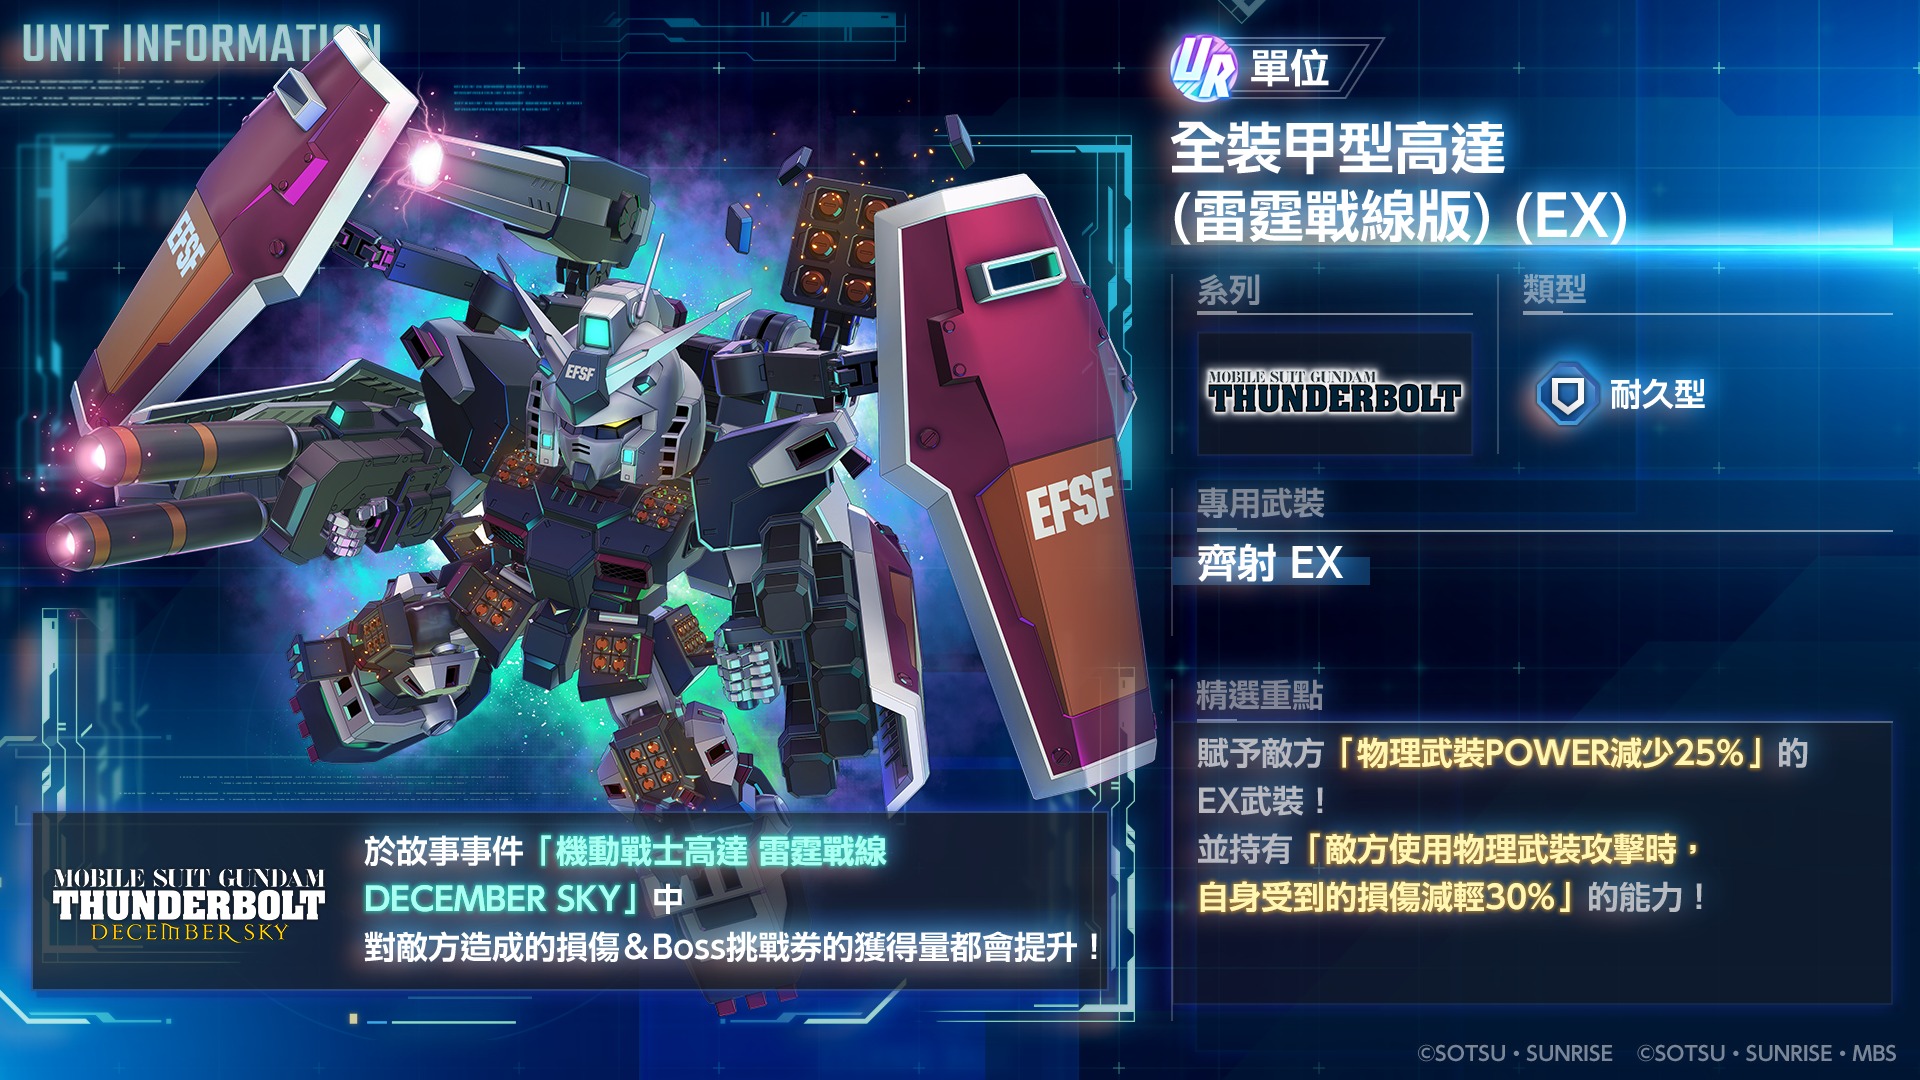 UNIT INFORMATION
UR 單位
全裝甲型高達
(雷霆戰線版) (EX)
系列
類型
MOBILE SUIT GUNDAM
THUNDERBOLT
耐久型
專用武裝
齊射 EX
精選重點
賦予敵方「物理武裝POWER減少25%」的
EX武裝！
並持有「敵方使用物理武裝攻擊時，
自身受到的損傷減輕30%」的能力！
EFSF
EFSF
EFSF
MOBILE SUIT GUNDAM
THUNDERBOLT
DECEMBER SKY
於故事事件「機動戰士高達 雷霆戰線
DECEMBER SKY」中
對敵方造成的損傷＆Boss挑戰券的獲得量都會提升！
©SOTSU・SUNRISE ©SOTSU・SUNRISE・MBS